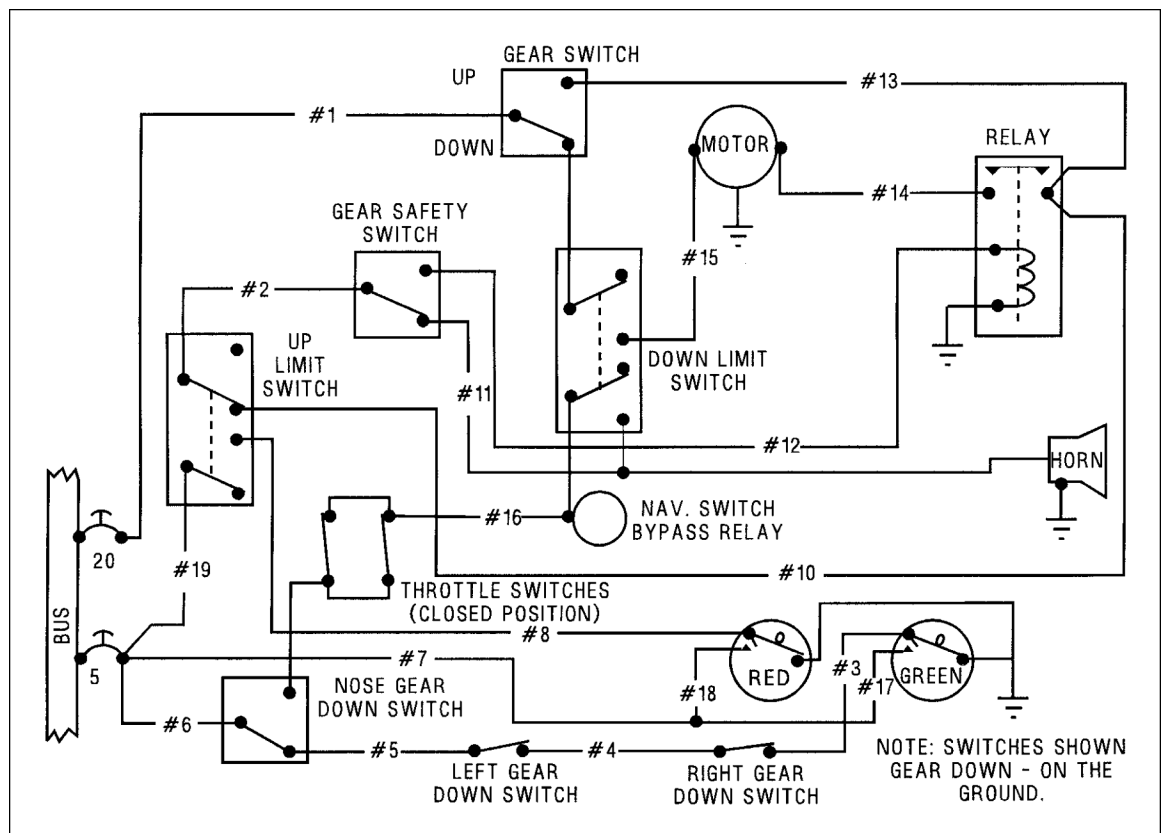 GEAR SWITCH
UP
#13
#1
DOWN
MOTOR
RELAY
#14
GEAR SAFETY
SWITCH
#15
#2
UP
LIMIT
SWITCH
DOWN LIMIT
SWITCH
#11
#12
HORN
#16
NAV. SWITCH
BYPASS RELAY
20
#19
#10
THROTTLE SWITCHES
(CLOSED POSITION)
BUS
#8
5
#7
RED
#3
GREEN
#18
#17
NOSE GEAR
DOWN SWITCH
#6
#5
#4
LEFT GEAR
DOWN SWITCH
RIGHT GEAR
DOWN SWITCH
NOTE: SWITCHES SHOWN
GEAR DOWN - ON THE
GROUND.